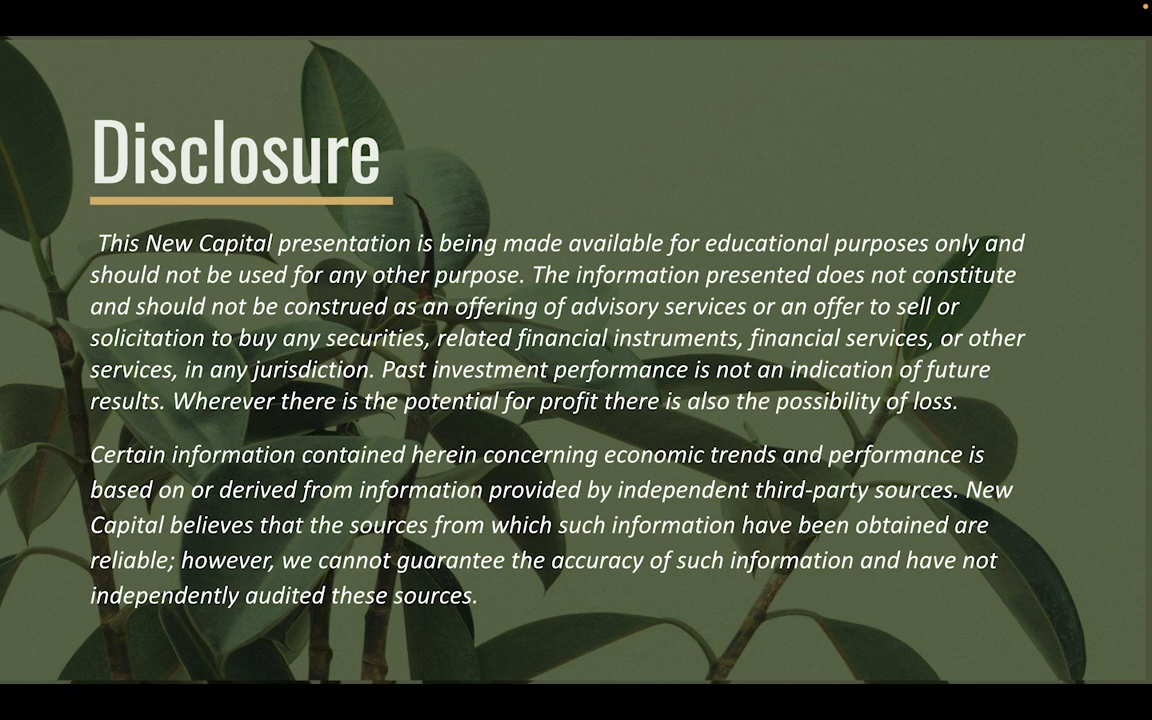 Disclosure
This New Capital presentation is being made available for educational purposes only and
should not be used for any other purpose. The information presented does not constitute
and should not be construed as an offering of advisory services or an offer to sell or
solicitation to buy any securities, related financial instruments, financial services, or other
services, in any jurisdiction. Past investment performance is not an indication of future
results. Wherever there is the potential for profit there is also the possibility of loss.
Certain information contained herein concerning economic trends and performance is
based on or derived from information provided by independent third-party sources. New
Capital believes that the sources from which such information have been obtained are
reliable; however, we cannot guarantee the accuracy of such information and have not
independently audited these sources.